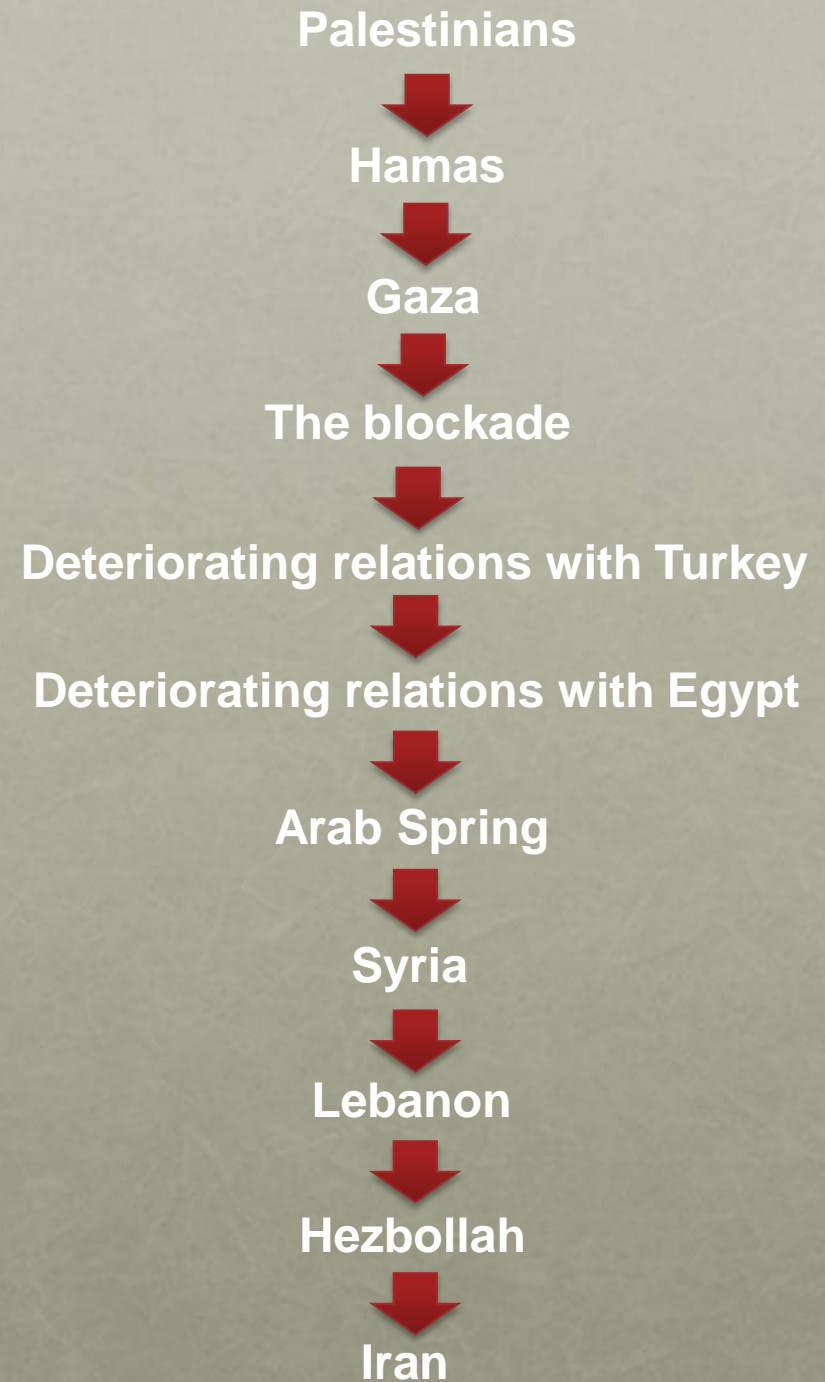 Palestinians
Hamas
Gaza
The blockade
Deteriorating relations with Turkey
Deteriorating relations with Egypt
Arab Spring
Syria
Lebanon
Hezbollah
Iran